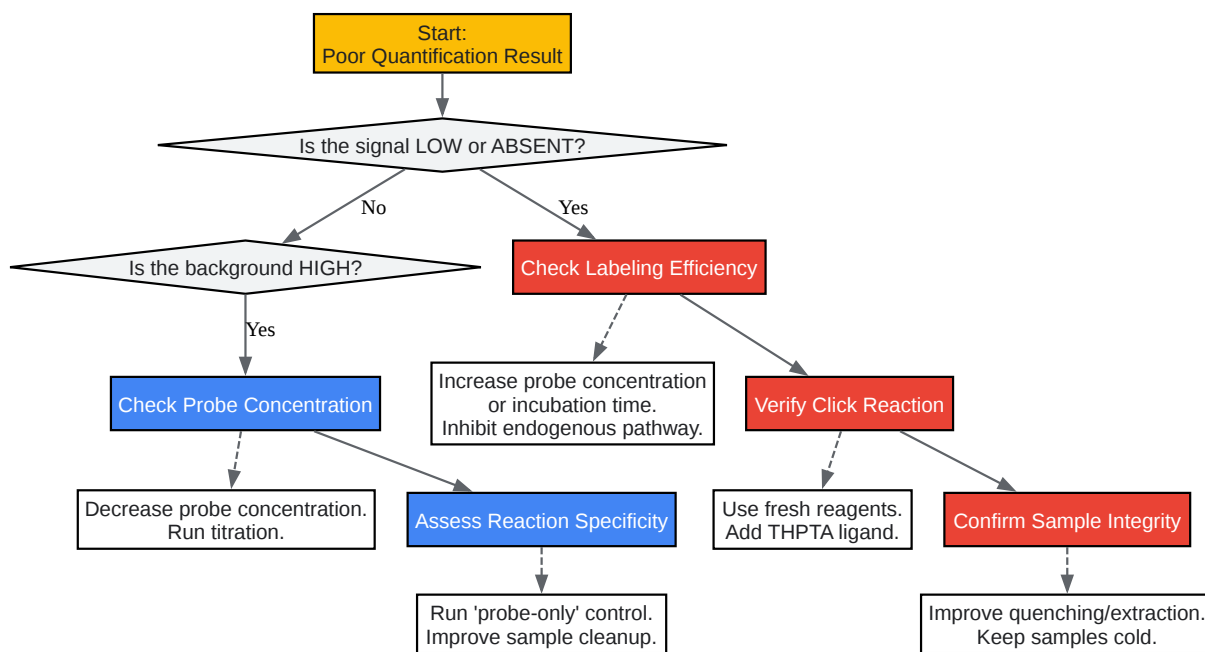 Start:
Poor Quantification Result
Is the signal LOW or ABSENT?
No
Yes
Is the background HIGH?
Check Labeling Efficiency
Yes
Increase probe concentration
or incubation time.
Inhibit endogenous pathway.
Check Probe Concentration
Verify Click Reaction
Decrease probe concentration.
Run titration.
Assess Reaction Specificity
Use fresh reagents.
Add THPTA ligand.
Confirm Sample Integrity
Run 'probe-only' control.
Improve sample cleanup.
Improve quenching/extraction.
Keep samples cold.